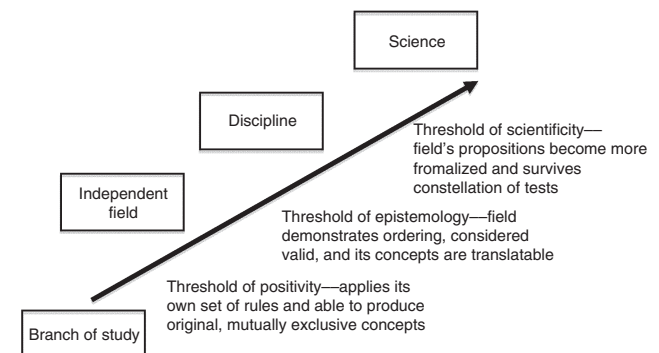 Science
Discipline
Threshold of scientificity—
field's propositions become more
fromalized and survives
constellation of tests
Independent
field
Threshold of epistemology—field
demonstrates ordering, considered
valid, and its concepts are translatable
Threshold of positivity—applies its
own set of rules and able to produce
original, mutually exclusive concepts
Branch of study